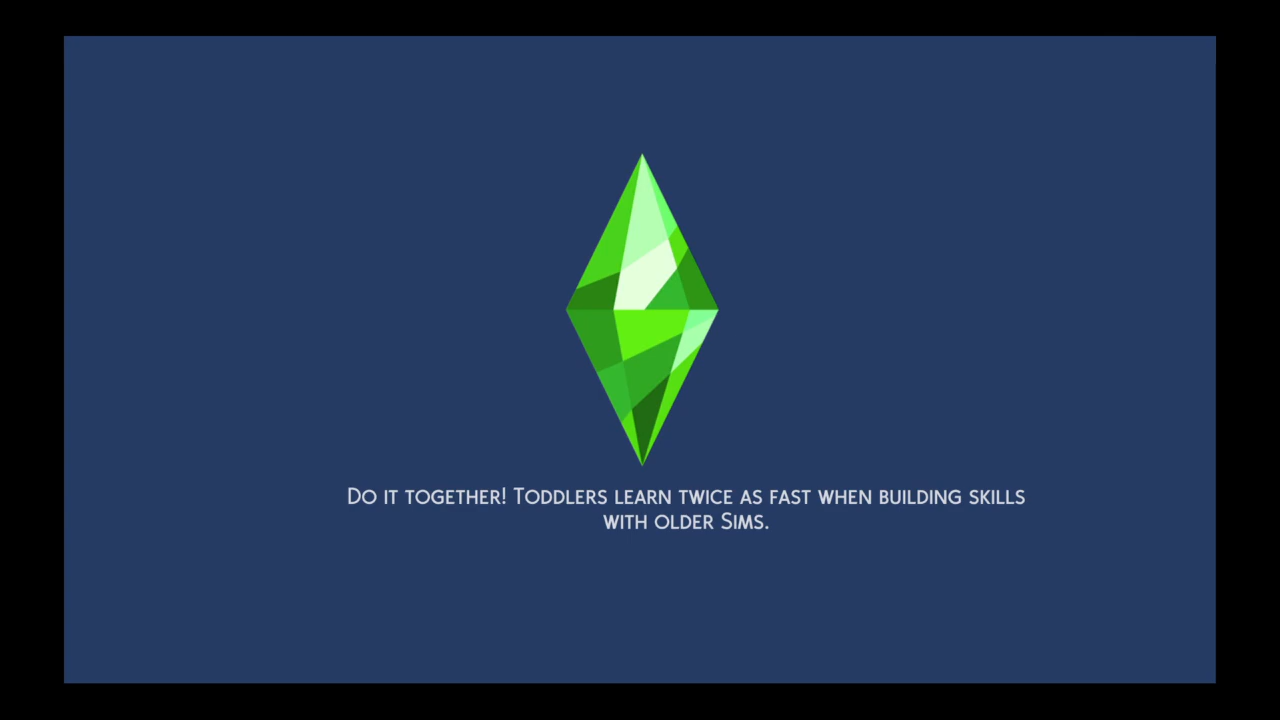 Do it together! Toddlers learn twice as fast when building skills
with older Sims.